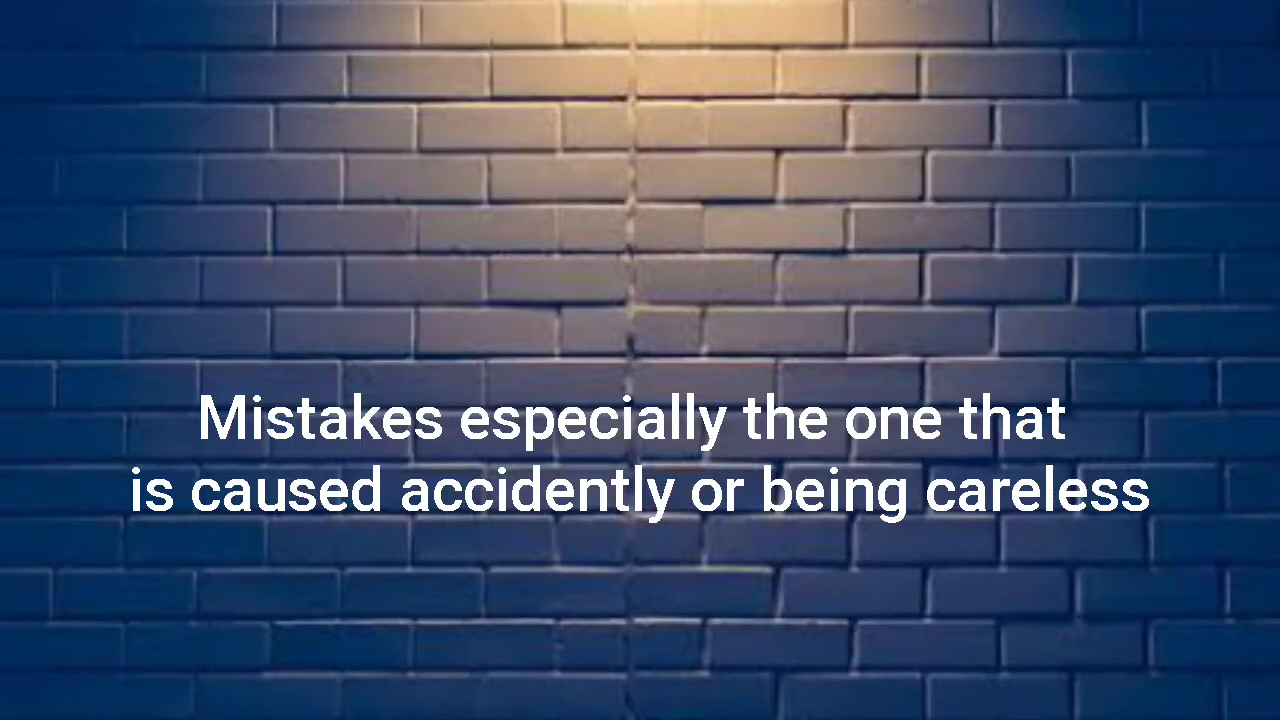 Mistakes especially the one that
is caused accidently or being careless